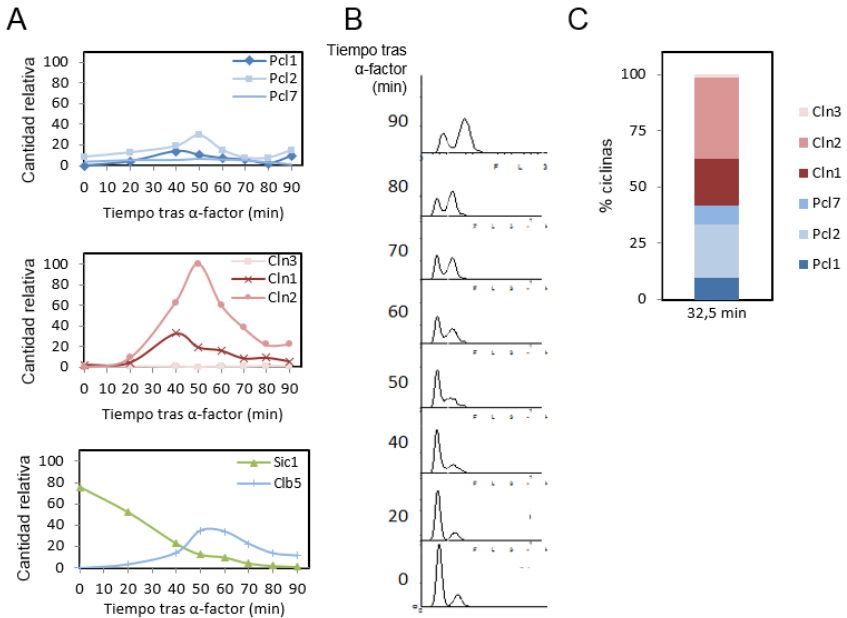 A
Cantidad relativa
100
80
60
40
20
0
Pcl1
Pcl2
Pcl7
0 10 20 30 40 50 60 70 80 90
Tiempo tras α-factor (min)
Cantidad relativa
100
80
60
40
20
0
Cln3
Cln1
Cln2
0 10 20 30 40 50 60 70 80 90
Tiempo tras α-factor (min)
Cantidad relativa
100
80
60
40
20
0
Sic1
Clb5
0 10 20 30 40 50 60 70 80 90
Tiempo tras α-factor (min)
B
Tiempo tras
α-factor
(min)
90
80
70
60
50
40
20
0
C
% ciclinas
100
75
50
25
0
32,5 min
Cln3
Cln2
Cln1
Pcl7
Pcl2
Pcl1